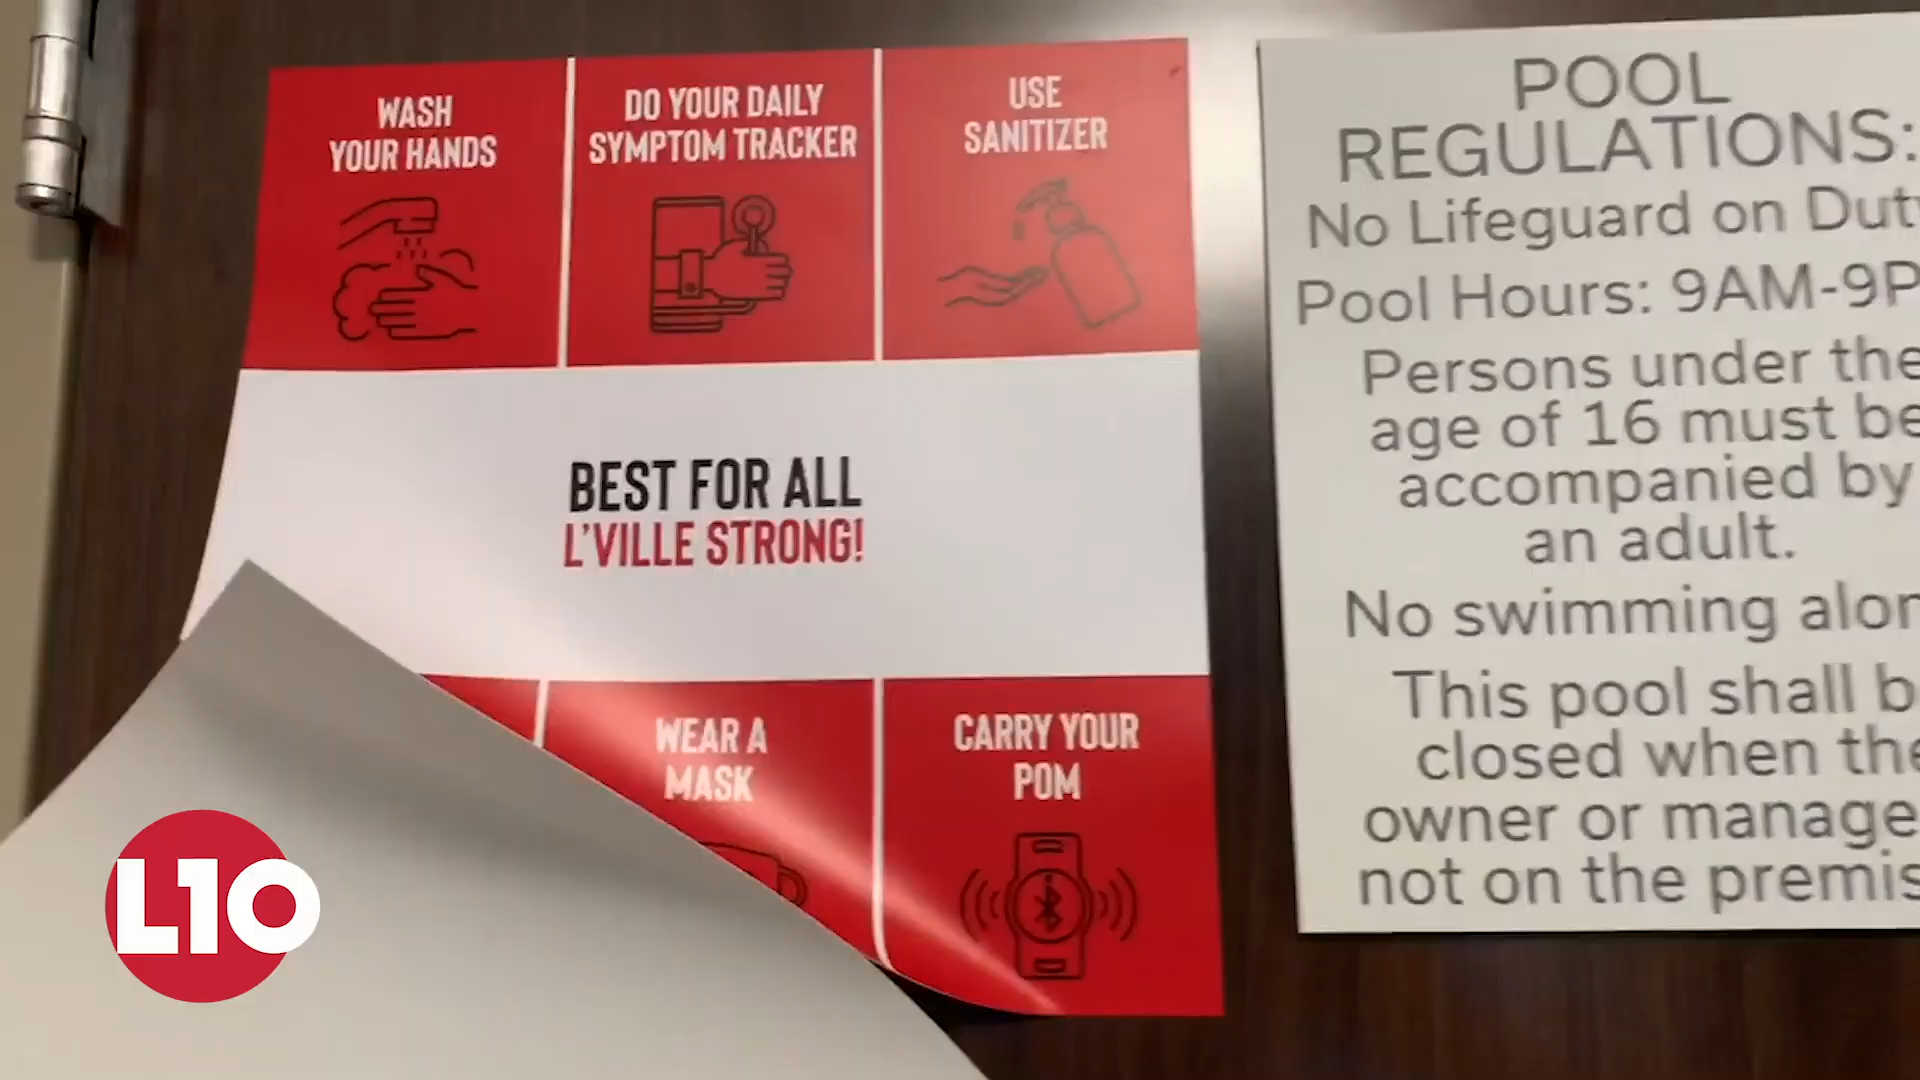 WASH
YOUR HANDS
DO YOUR DAILY
SYMPTOM TRACKER
USE
SANITIZER
BEST FOR ALL
L'VILLE STRONG!
WEAR A
MASK
CARRY YOUR
POM
POOL
REGULATIONS:
No Lifeguard on Dut
Pool Hours: 9AM-9P
Persons under the
age of 16 must be
accompanied by
an adult.
No swimming alon
This pool shall b
closed when the
owner or manage
not on the premis
L10